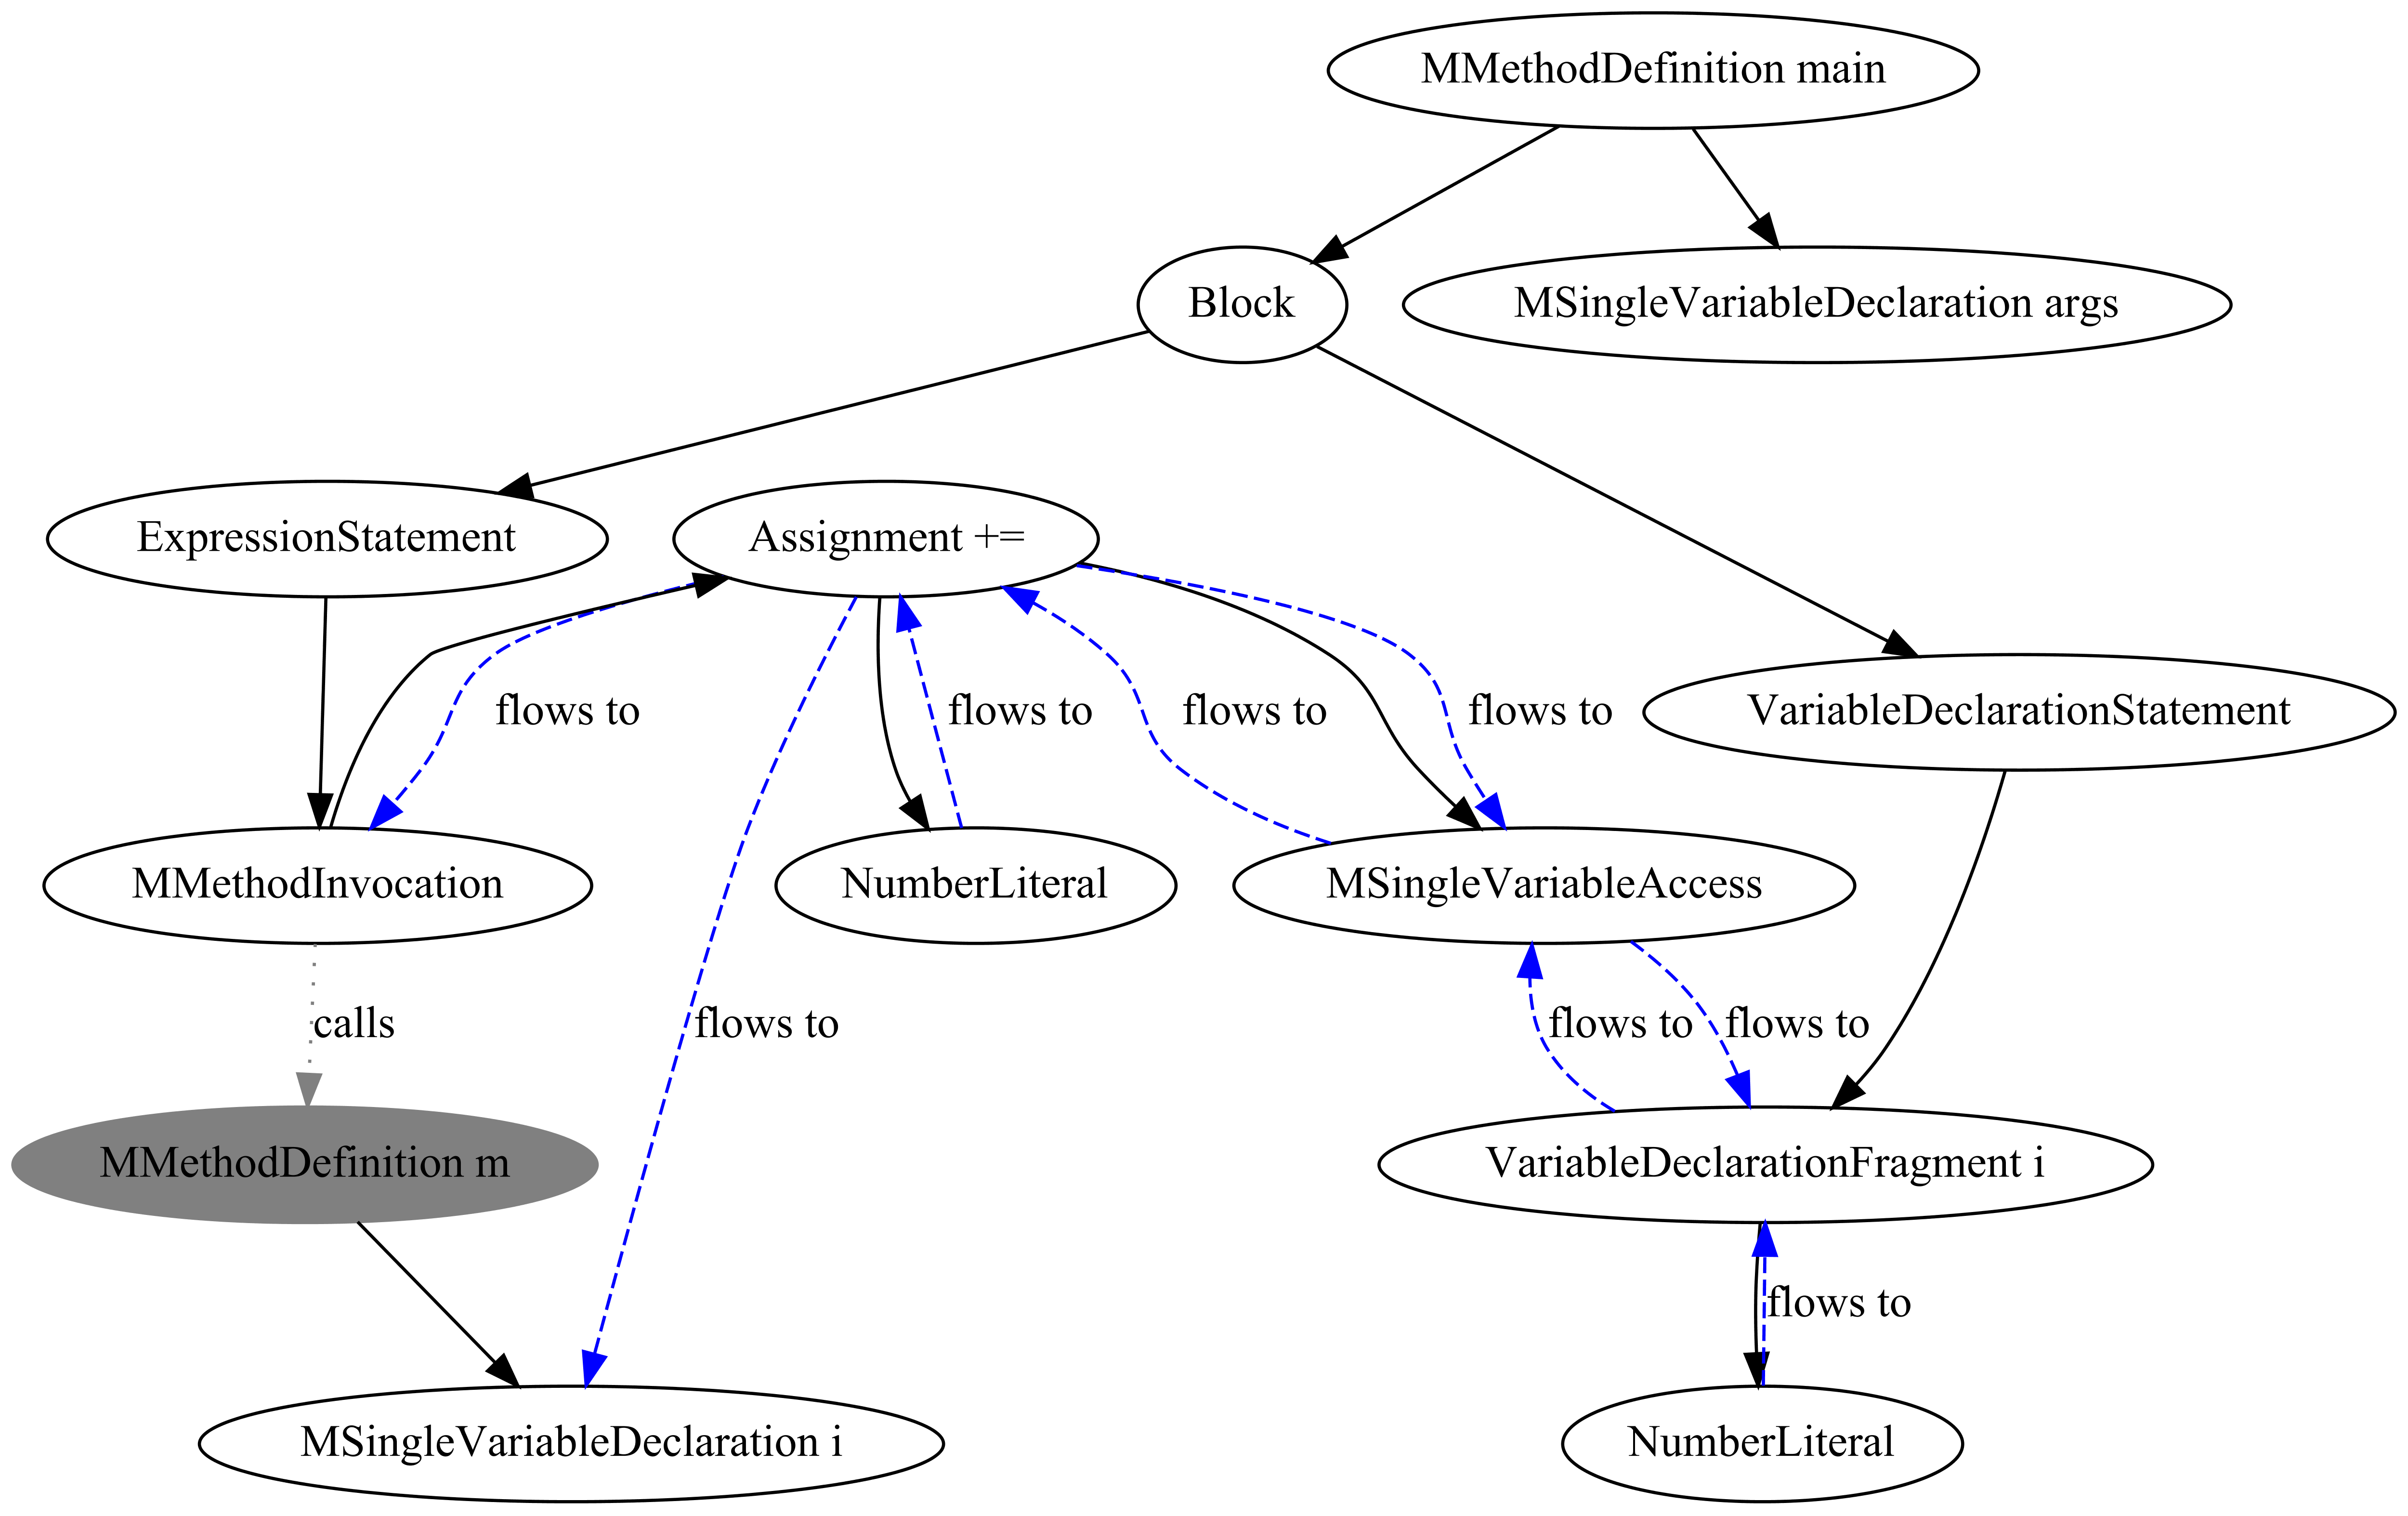 MMethodDefinition main
Block
MSingleVariableDeclaration args
ExpressionStatement
Assignment +=
flows to
flows to
flows to
flows to
VariableDeclarationStatement
MMethodInvocation
NumberLiteral
MSingleVariableAccess
calls
flows to
flows to
flows to
MMethodDefinition m
VariableDeclarationFragment i
flows to
MSingleVariableDeclaration i
NumberLiteral